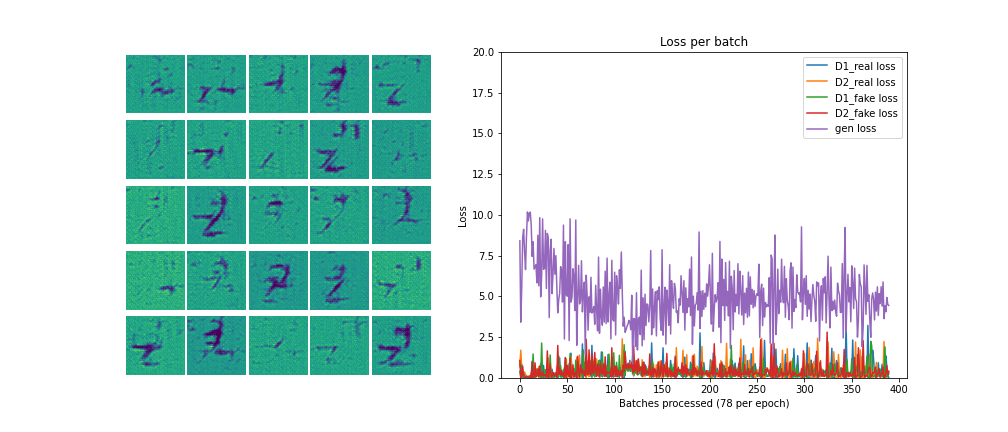 Loss per batch
20.0
17.5
15.0
12.5
10.0
7.5
5.0
2.5
0.0
Loss
D1_real loss
D2_real loss
D1_fake loss
D2_fake loss
gen loss
0 50 100 150 200 250 300 350 400
Batches processed (78 per epoch)